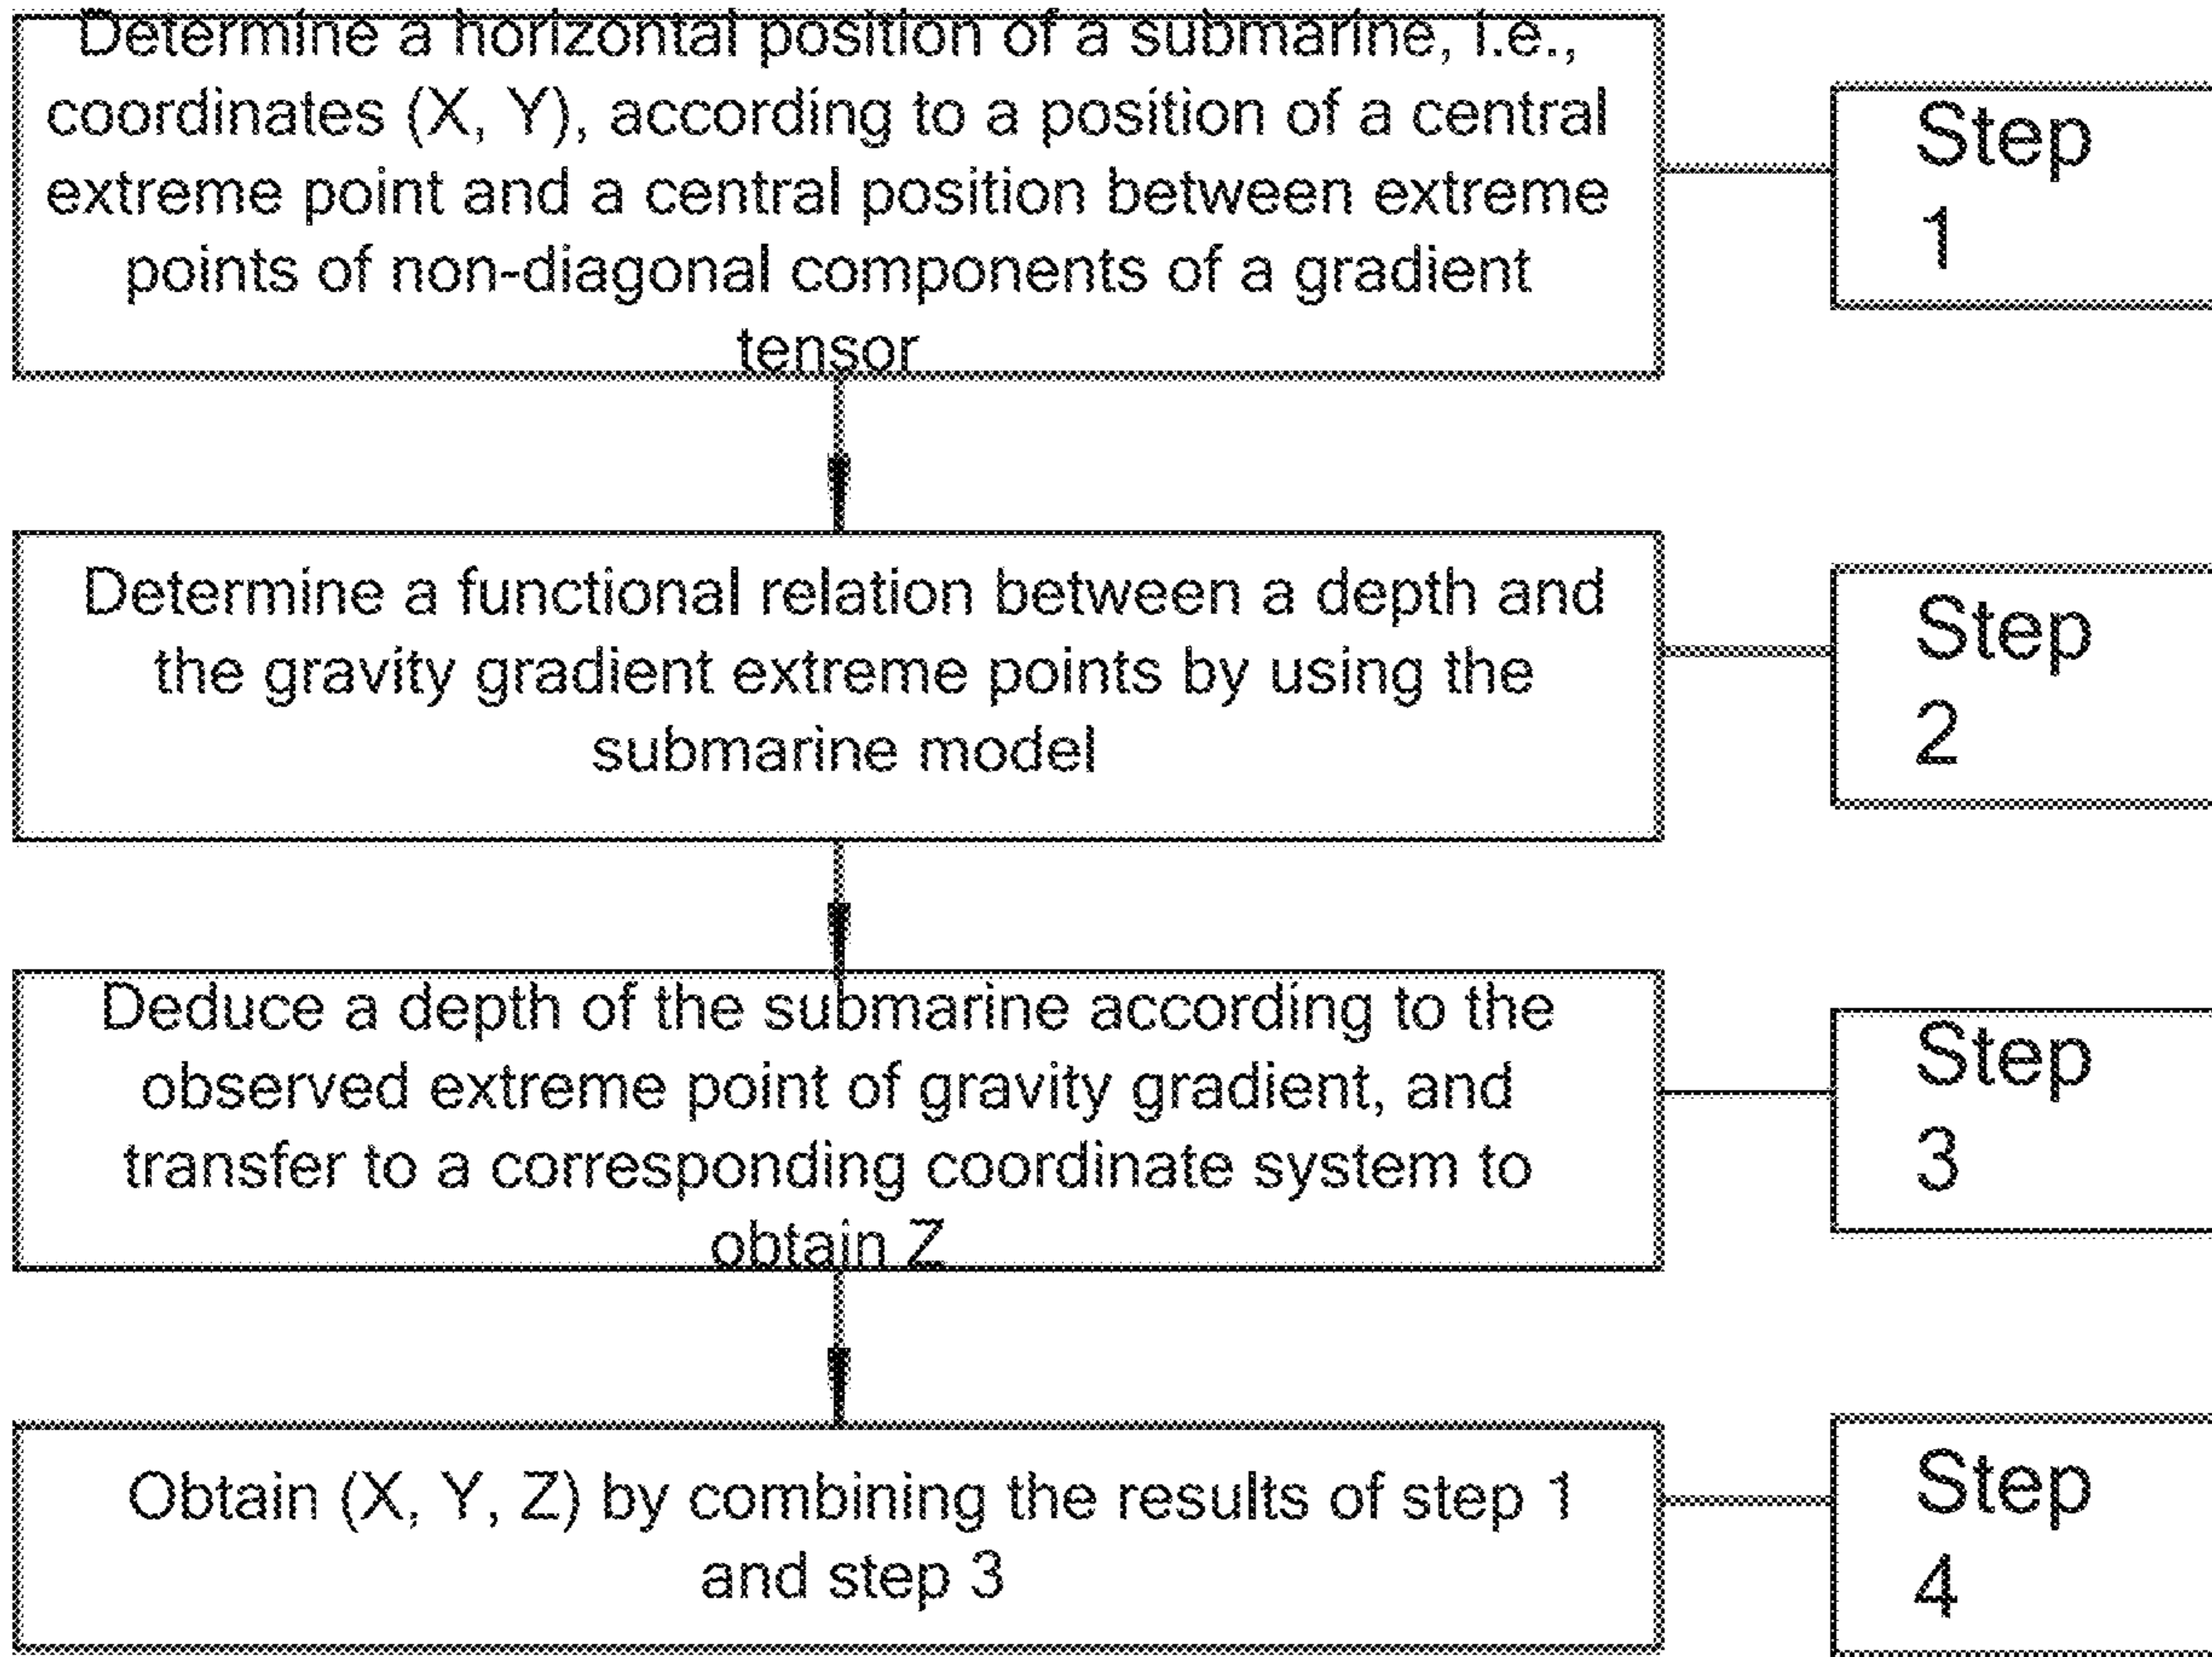 Determine a horizontal position of a submarine, i.e.,
coordinates (X, Y), according to a position of a central
extreme point and a central position between extreme
points of non-diagonal components of a gradient
tensor
Step
1
Determine a functional relation between a depth and
the gravity gradient extreme points by using the
submarine model
Step
2
Deduce a depth of the submarine according to the
observed extreme point of gravity gradient, and
transfer to a corresponding coordinate system to
obtain Z
Step
3
Obtain (X, Y, Z) by combining the results of step 1
and step 3
Step
4